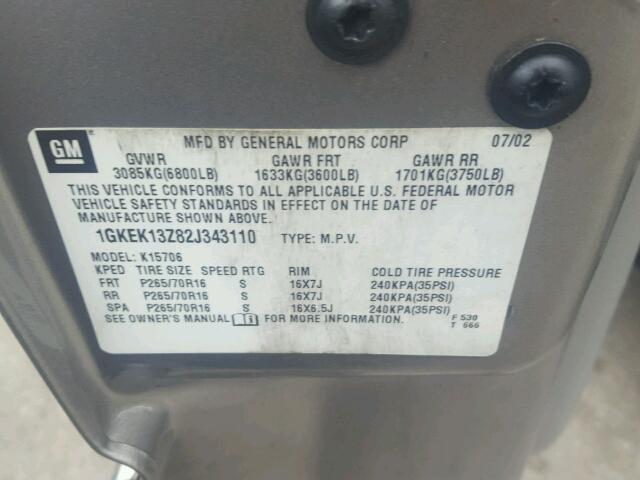 GM
MFD BY GENERAL MOTORS CORP 07/02
GVWR GAWR FRT GAWR RR
3085KG(6800LB) 1633KG(3600LB) 1701KG(3750LB)
THIS VEHICLE CONFORMS TO ALL APPLICABLE U.S. FEDERAL MOTOR
VEHICLE SAFETY STANDARDS IN EFFECT ON THE DATE OF
MANUFACTURE SHOWN ABOVE.
1GKEK13Z82J343110 TYPE: M.P.V.
MODEL: K15706
KPED TIRE SIZE SPEED RTG RIM COLD TIRE PRESSURE
FRT P265/70R16 S 16X7J 240KPA(35PSI)
RR P265/70R16 S 16X7J 240KPA(35PSI)
SPA P265/70R16 S 16X6.5J 240KPA(35PSI)
SEE OWNER'S MANUAL FOR MORE INFORMATION. F 530
T 666